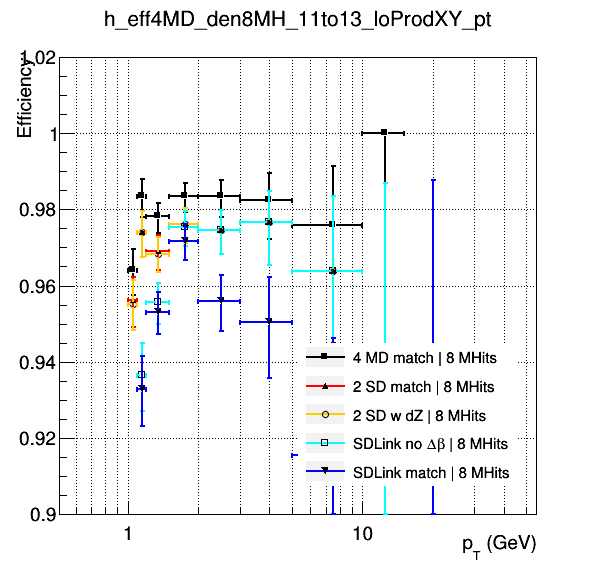 h_eff4MD_den8MH_11to13_loProdXY_pt
Efficiency
1.02
1
0.98
0.96
0.94
0.92
0.9
4 MD match | 8 MHits
2 SD match | 8 MHits
2 SD w dZ | 8 MHits
SDLink no Δβ | 8 MHits
SDLink match | 8 MHits
1
10
p_T (GeV)